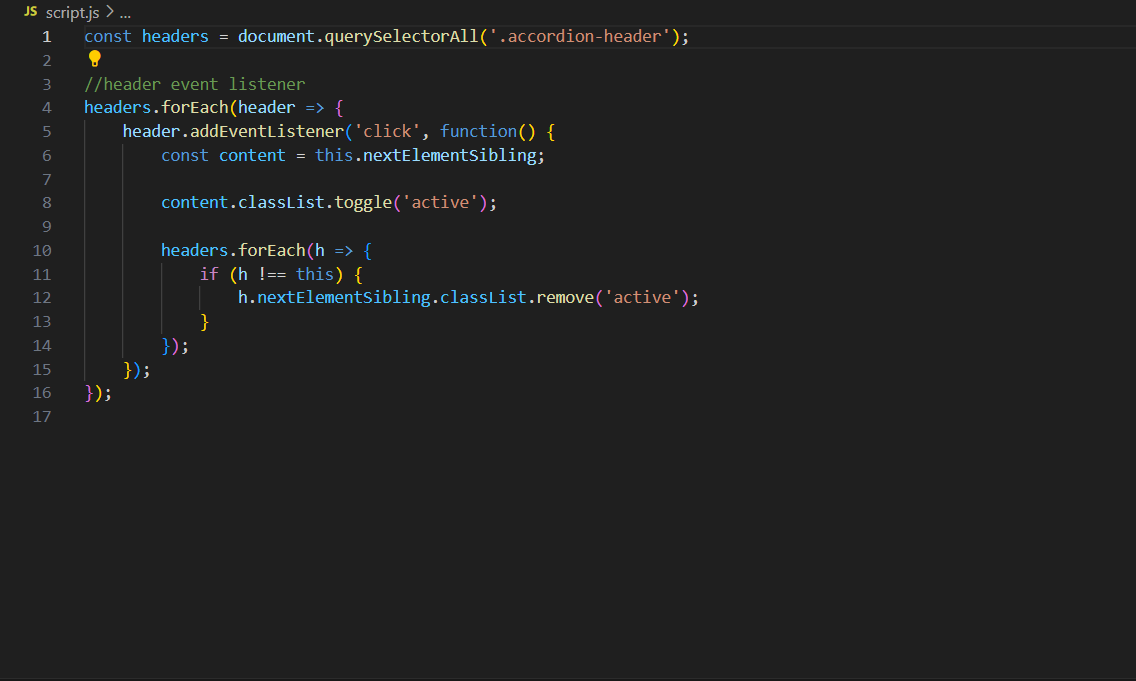 JS script.js > ...
1 const headers = document.querySelectorAll('.accordion-header');
2
3 //header event listener
4 headers.forEach(header => {
5     header.addEventListener('click', function() {
6         const content = this.nextElementSibling;
7
8         content.classList.toggle('active');
9
10         headers.forEach(h => {
11             if (h !== this) {
12                 h.nextElementSibling.classList.remove('active');
13             }
14         });
15     });
16 });
17